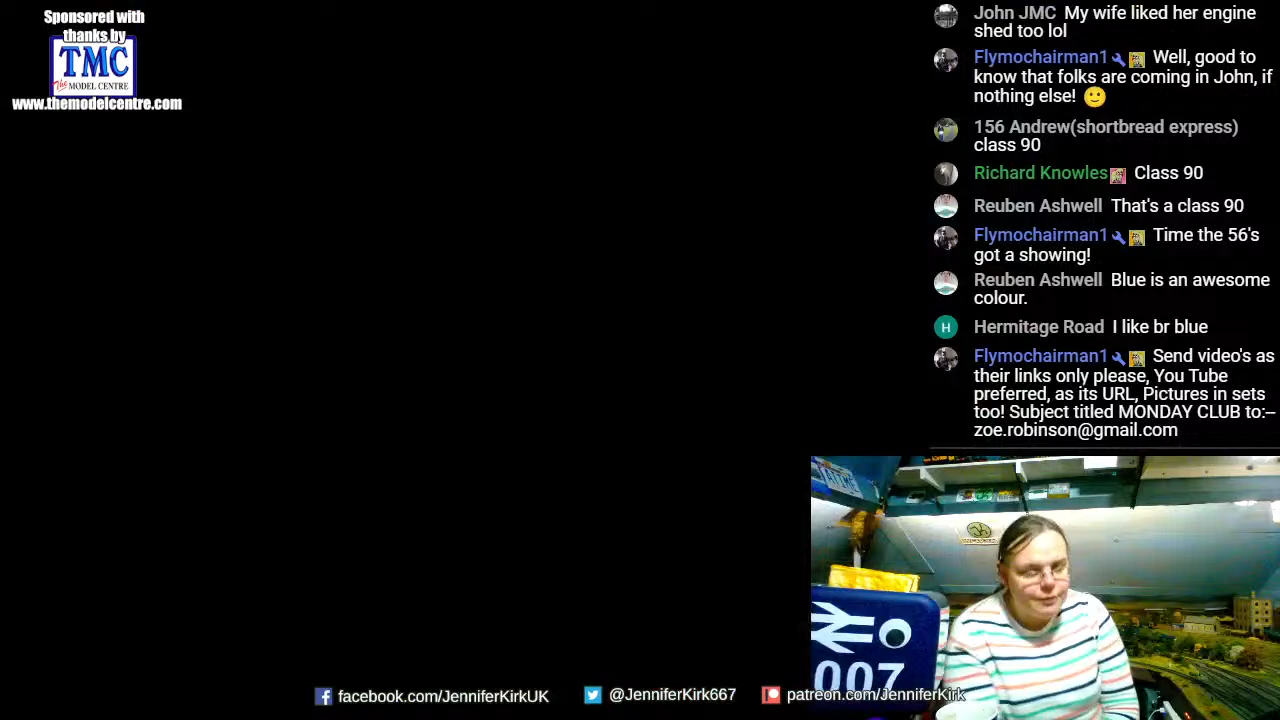 Sponsored with
thanks by
TMC
The MODEL CENTRE
www.themodelcentre.com
John JMC My wife liked her engine
shed too lol
Flymochairman1 Well, good to
know that folks are coming in John, if
nothing else! 🙂
156 Andrew(shortbread express)
class 90
Richard Knowles Class 90
Reuben Ashwell That's a class 90
Flymochairman1 Time the 56's
got a showing!
Reuben Ashwell Blue is an awesome
colour.
H Hermitage Road I like br blue
Flymochairman1 Send video's as
their links only please, You Tube
preferred, as its URL, Pictures in sets
too! Subject titled MONDAY CLUB to:--
zoe.robinson@gmail.com
007
facebook.com/JenniferKirkUK
@JenniferKirk667
patreon.com/JenniferKirk